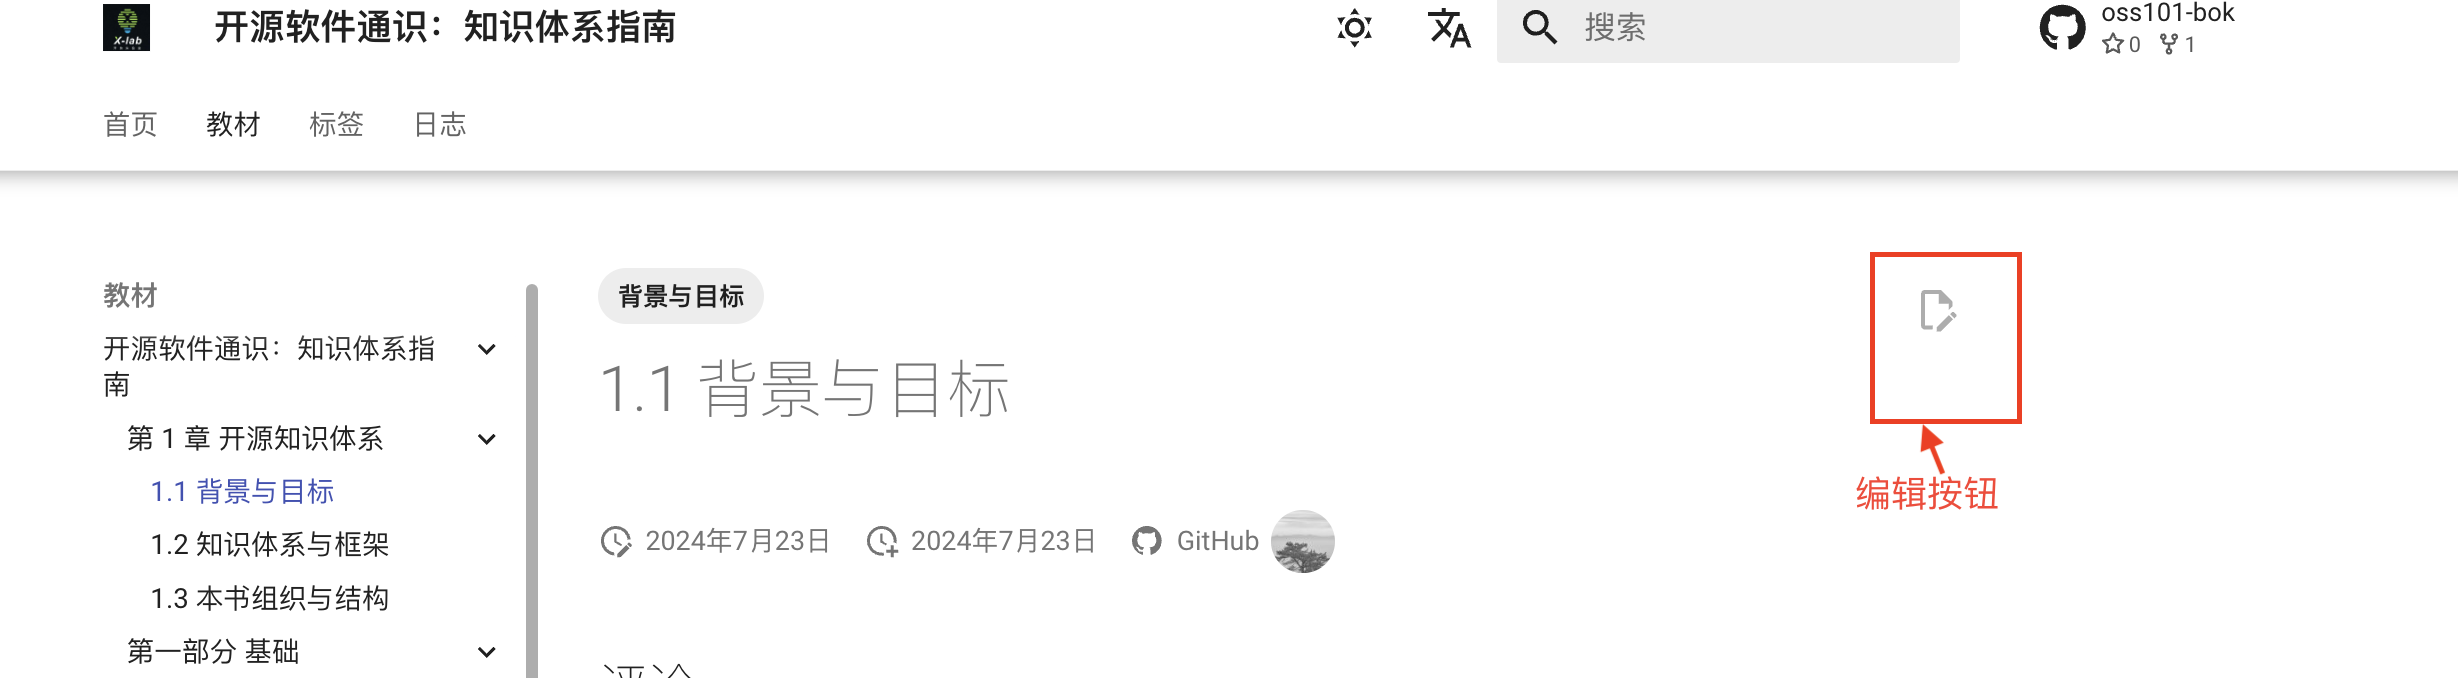 X-lab
开源软件通识：知识体系指南
搜索
oss101-bok
0 1
首页 教材 标签 日志
教材
开源软件通识：知识体系指
南
第 1 章 开源知识体系
1.1 背景与目标
1.2 知识体系与框架
1.3 本书组织与结构
第一部分 基础
背景与目标
1.1 背景与目标
2024年7月23日 2024年7月23日 GitHub
编辑按钮